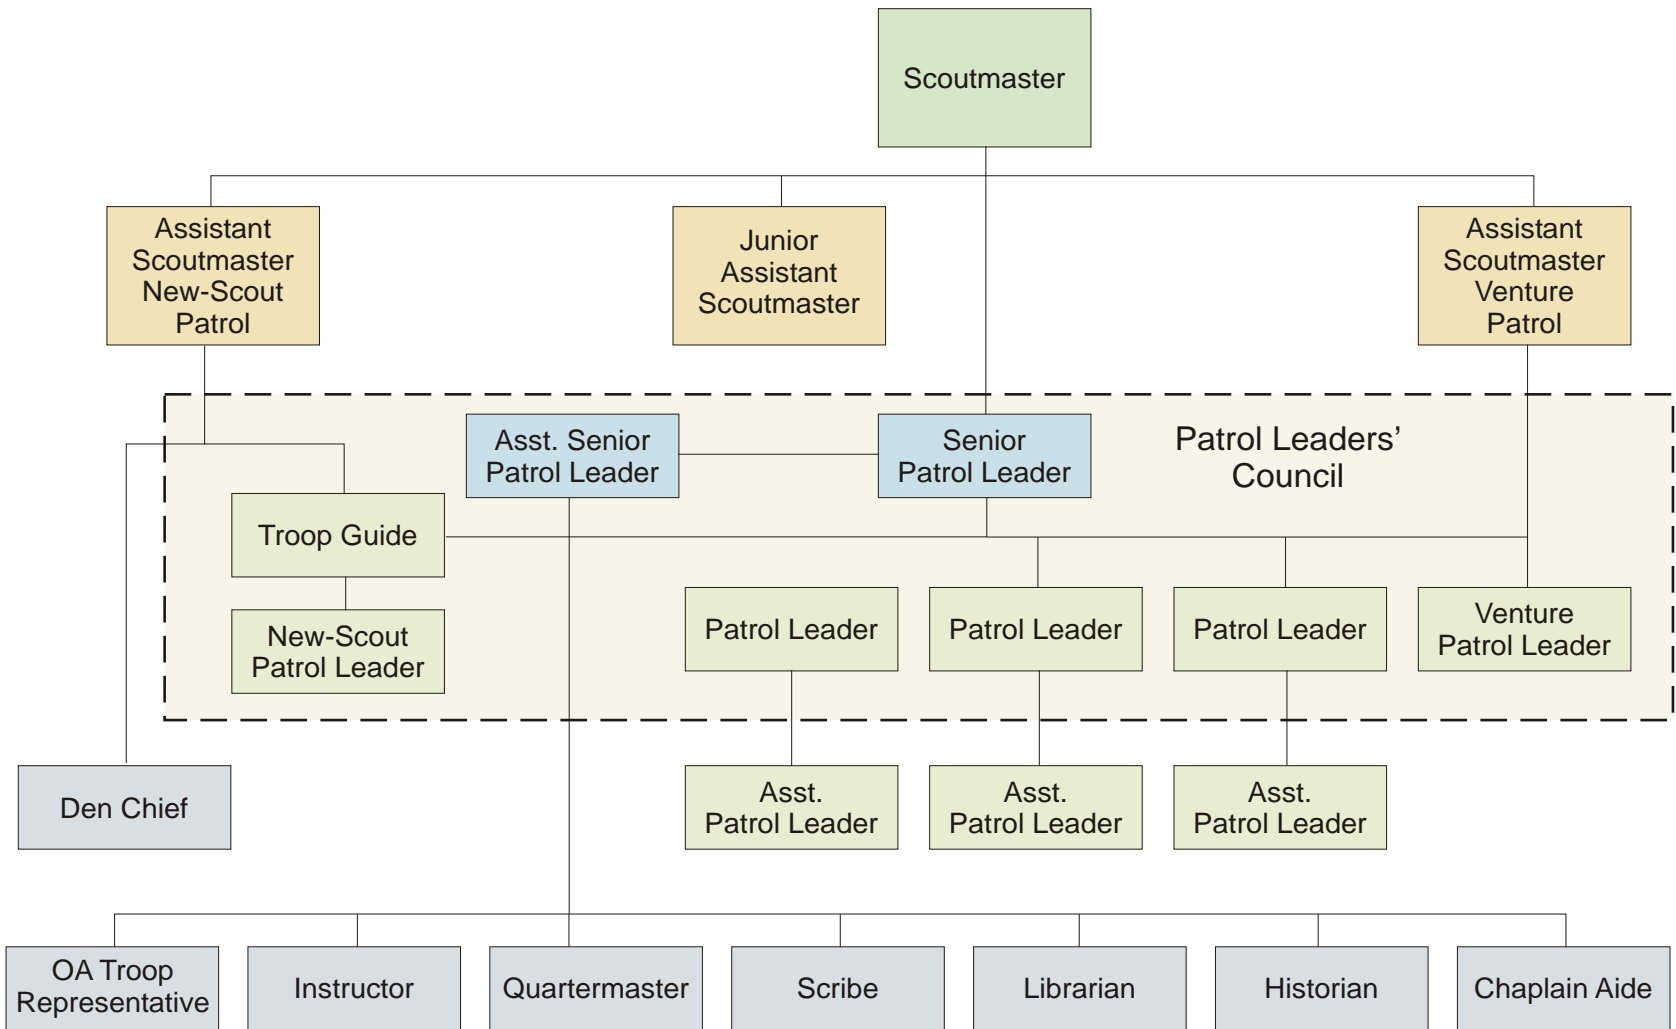 Scoutmaster
Assistant
Scoutmaster
New-Scout
Patrol
Junior
Assistant
Scoutmaster
Assistant
Scoutmaster
Venture
Patrol
Asst. Senior
Patrol Leader
Senior
Patrol Leader
Patrol Leaders’
Council
Troop Guide
New-Scout
Patrol Leader
Patrol Leader
Patrol Leader
Patrol Leader
Venture
Patrol Leader
Den Chief
Asst.
Patrol Leader
Asst.
Patrol Leader
Asst.
Patrol Leader
OA Troop
Representative
Instructor
Quartermaster
Scribe
Librarian
Historian
Chaplain Aide